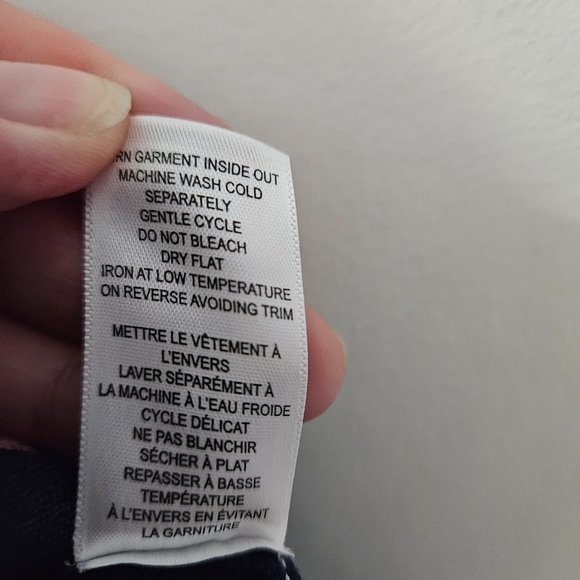 RN GARMENT INSIDE OUT
MACHINE WASH COLD
SEPARATELY
GENTLE CYCLE
DO NOT BLEACH
DRY FLAT
IRON AT LOW TEMPERATURE
ON REVERSE AVOIDING TRIM
METTRE LE VÊTEMENT À
L'ENVERS
LAVER SÉPARÉMENT À
LA MACHINE À L'EAU FROIDE
CYCLE DÉLICAT
NE PAS BLANCHIR
SÉCHER À PLAT
REPASSER À BASSE
TEMPÉRATURE
À L'ENVERS EN ÉVITANT
LA GARNITURE